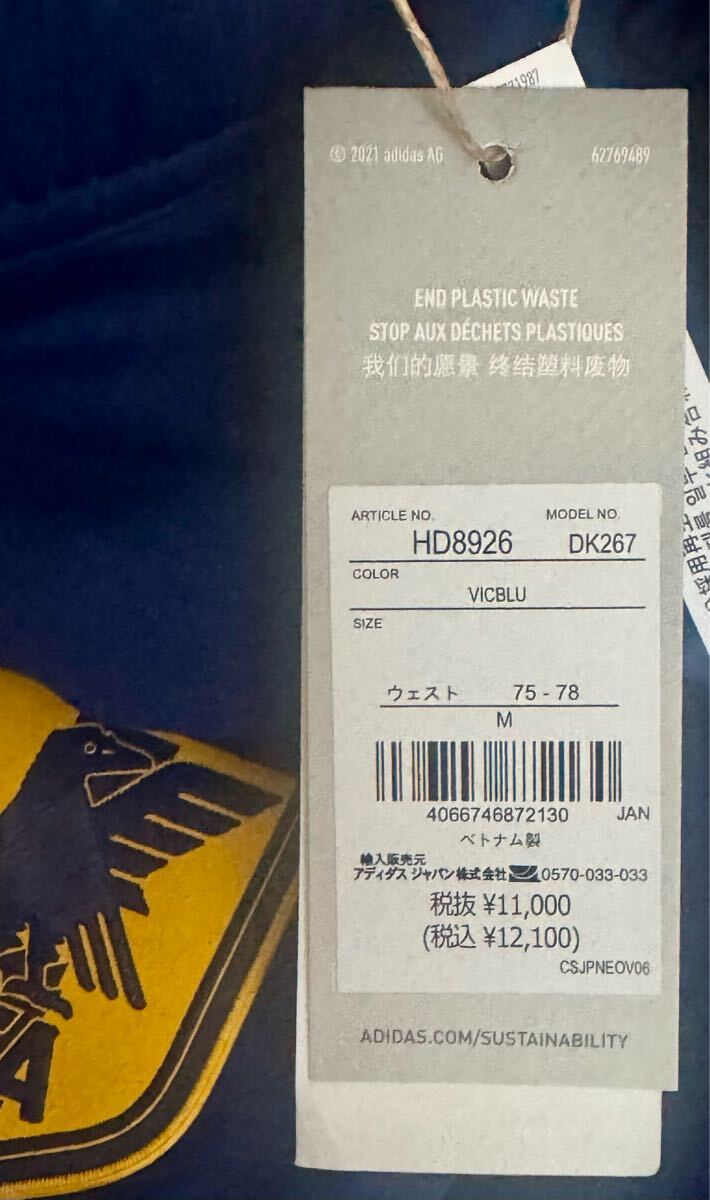 © 2021 adidas AG 62769489
END PLASTIC WASTE
STOP AUX DÉCHETS PLASTIQUES
我们的愿景 终结塑料废物
ARTICLE NO. MODEL NO.
HD8926 DK267
COLOR
VICBLU
SIZE
ウェスト 75 - 78
M
4066746872130 JAN
ベトナム製
輸入販売元
アディダス ジャパン株式会社 0570-033-033
税抜 ¥11,000
(税込 ¥12,100)
CSJPNEOV06
ADIDAS.COM/SUSTAINABILITY
A